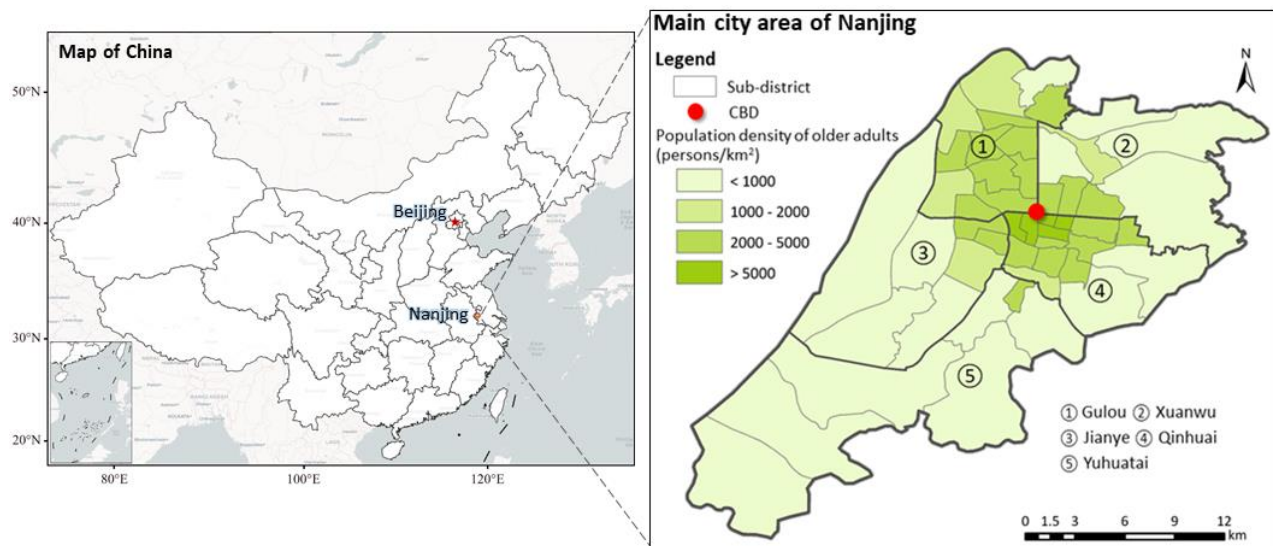 Map of China
50°N
40°N
30°N
20°N
80°E
100°E
120°E
Beijing
Nanjing
Main city area of Nanjing
Legend
Sub-district
CBD
Population density of older adults
(persons/km²)
< 1000
1000 - 2000
2000 - 5000
> 5000
N
①
②
③
④
⑤
① Gulou ② Xuanwu
③ Jianye ④ Qinhuai
⑤ Yuhuatai
0 1.5 3 6 9 12
km